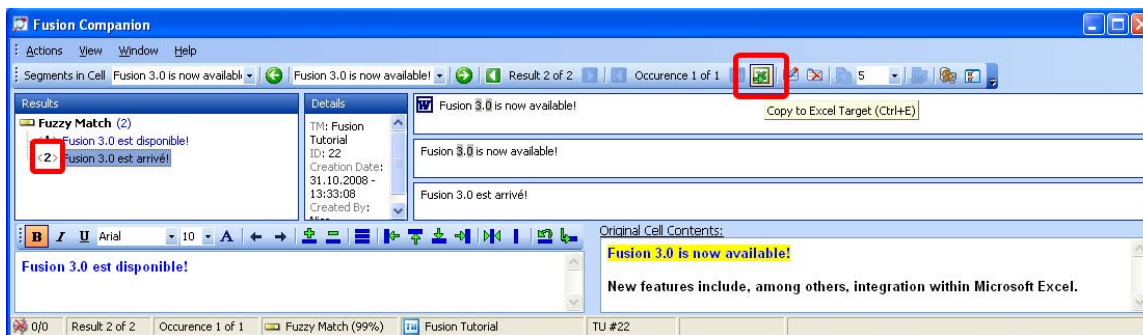 Fusion Companion
Actions View Window Help
Segments in Cell Fusion 3.0 is now availabl Fusion 3.0 is now available! Result 2 of 2 Occurence 1 of 1 5
Copy to Excel Target (Ctrl+E)
Results
Fuzzy Match (2)
Fusion 3.0 est disponible!
<2> Fusion 3.0 est arrivé!
Details
TM: Fusion
Tutorial
ID: 22
Creation Date:
31.10.2008 -
13:33:08
Created By:
Fusion 3.0 is now available!
Fusion 3.0 is now available!
Fusion 3.0 est arrivé!
B I U Arial 10 A
Fusion 3.0 est disponible!
Original Cell Contents:
Fusion 3.0 is now available!
New features include, among others, integration within Microsoft Excel.
0/0 Result 2 of 2 Occurence 1 of 1 Fuzzy Match (99%) Fusion Tutorial TU #22